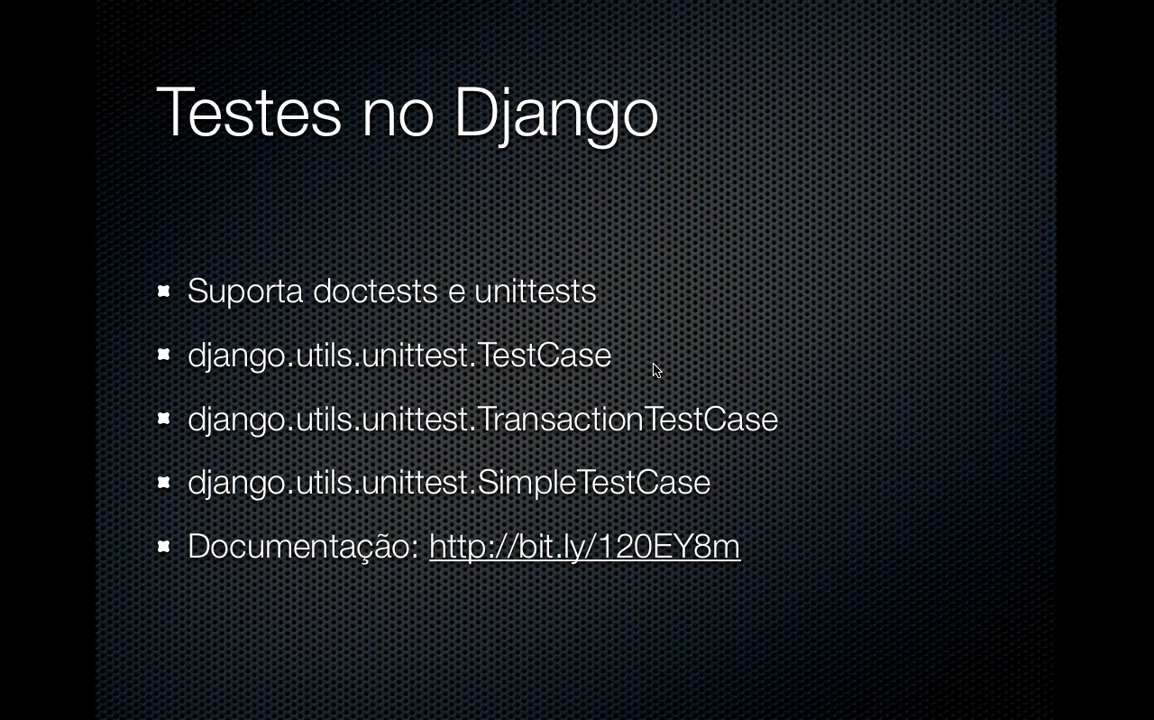 Testes no Django
Suporta doctests e unittests
django.utils.unittest.TestCase
django.utils.unittest.TransactionTestCase
django.utils.unittest.SimpleTestCase
Documentação: http://bit.ly/120EY8m